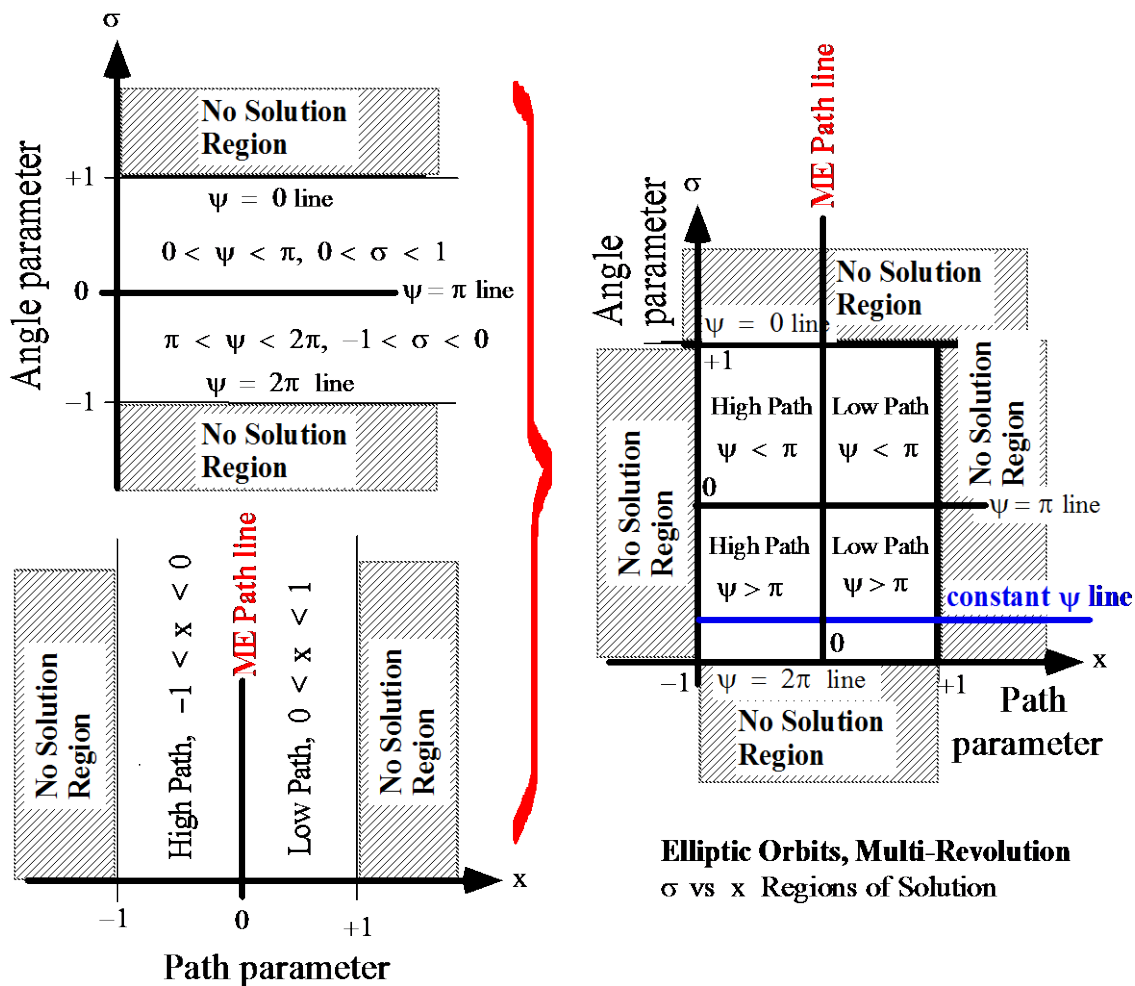 σ
Angle parameter
No Solution
Region
+1
ψ = 0 line
0 < ψ < π, 0 < σ < 1
0
ψ = π line
π < ψ < 2π, −1 < σ < 0
ψ = 2π line
−1
No Solution
Region
ME Path line
No Solution
Region
High Path, −1 < x < 0
Low Path, 0 < x < 1
No Solution
Region
x
−1
0
+1
Path parameter
ME Path line
σ
Angle
parameter
No Solution
Region
ψ = 0 line
+1
High Path
ψ < π
Low Path
ψ < π
No Solution
Region
No Solution
Region
0
ψ = π line
High Path
ψ > π
Low Path
ψ > π
constant ψ line
0
x
−1
ψ = 2π line
+1
No Solution
Region
Path
parameter
Elliptic Orbits, Multi-Revolution
σ vs x Regions of Solution